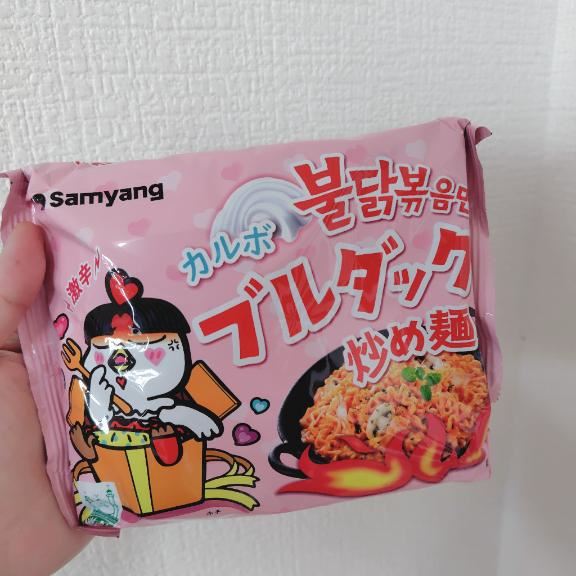 Samyang
불닭볶음면
カルボ
激辛
ブルダック
炒め麺